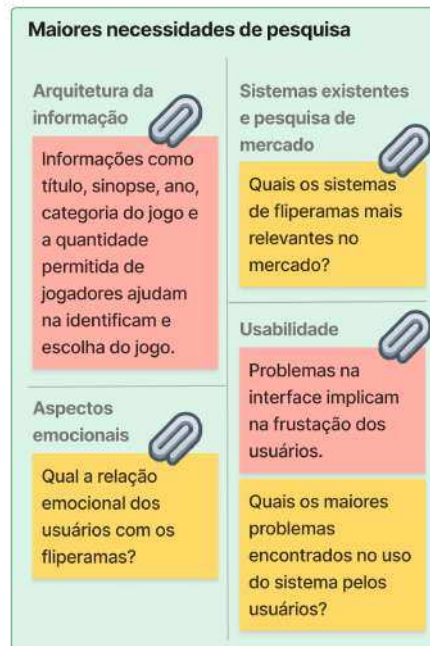 Maiores necessidades de pesquisa
Arquitetura da
informação
Informações como
título, sinopse, ano,
categoria do jogo e
a quantidade
permitida de
jogadores ajudam
na identificam e
escolha do jogo.
Aspectos
emocionais
Qual a relação
emocional dos
usuários com os
fliperamas?
Sistemas existentes
e pesquisa de
mercado
Quais os sistemas
de fliperamas mais
relevantes no
mercado?
Usabilidade
Problemas na
interface implicam
na frustação dos
usuários.
Quais os maiores
problemas
encontrados no uso
do sistema pelos
usuários?